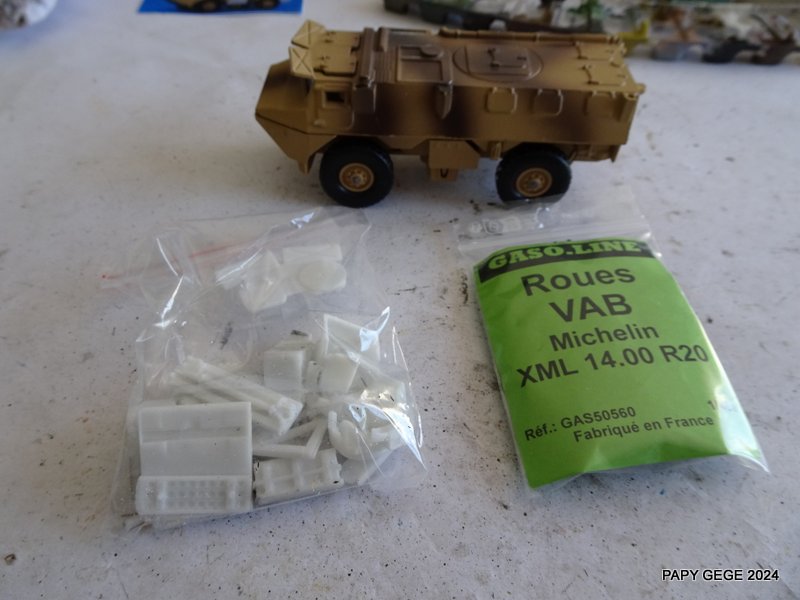 GASO.LINE
Roues
VAB
Michelin
XML 14.00 R20
Réf.: GAS50560
Fabriqué en France
PAPY GEGE 2024